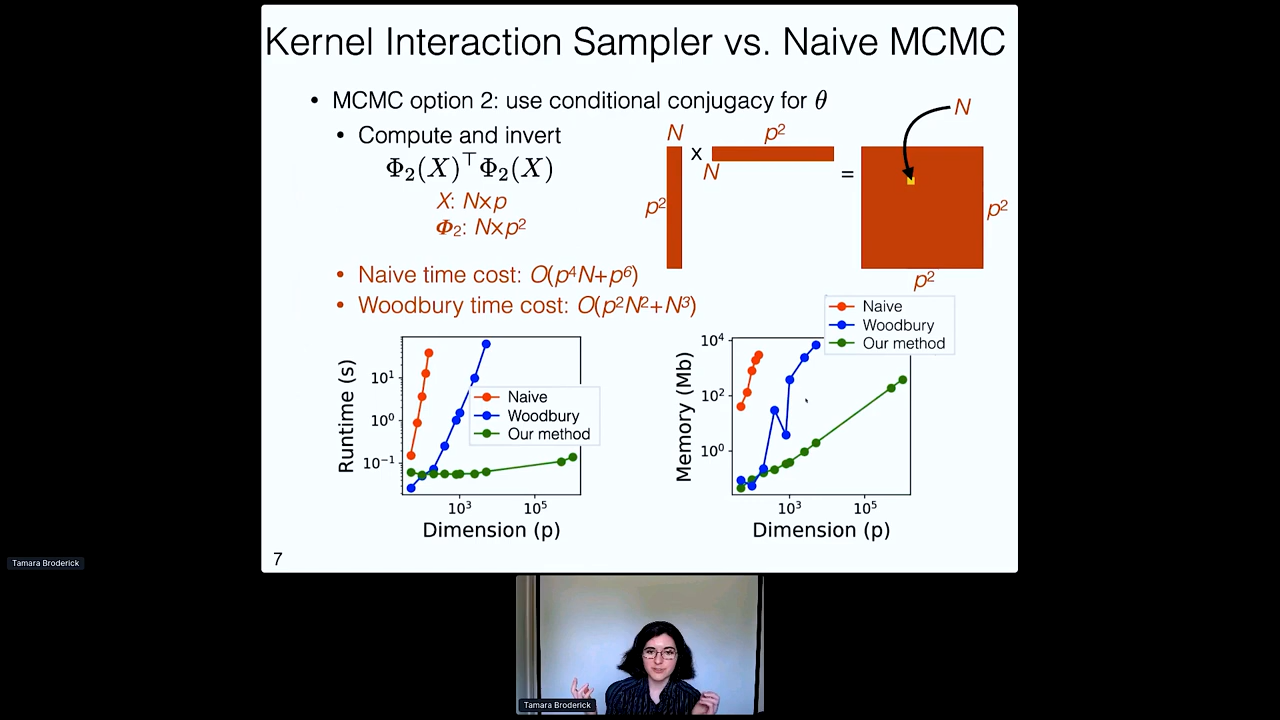 Kernel Interaction Sampler vs. Naive MCMC
• MCMC option 2: use conditional conjugacy for θ
• Compute and invert
Φ₂(X)ᵀΦ₂(X)
X: N×p
Φ₂: N×p²
N
p²
x
p²
N
=
N
p²
p²
• Naive time cost: O(p⁴N+p⁶)
• Woodbury time cost: O(p²N²+N³)
Runtime (s)
10¹
10⁰
10⁻¹
Naive
Woodbury
Our method
10³
10⁵
Dimension (p)
Memory (Mb)
10⁴
10²
10⁰
Naive
Woodbury
Our method
10³
10⁵
Dimension (p)
7
Tamara Broderick
Tamara Broderick